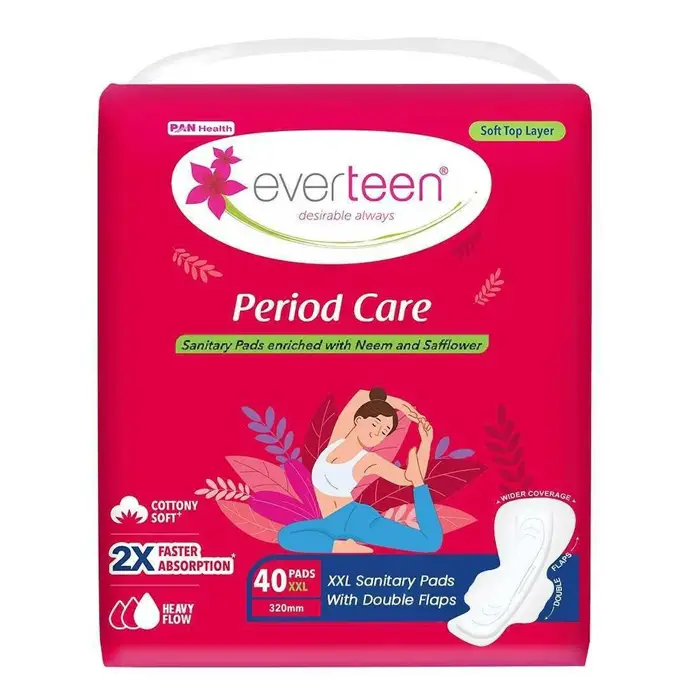 PAN Health
Soft Top Layer
everteen®
desirable always
Period Care
Sanitary Pads enriched with Neem and Safflower
COTTONY
SOFT+
2X FASTER
ABSORPTION*
HEAVY
FLOW
40 PADS
XXL
320mm
XXL Sanitary Pads
With Double Flaps
WIDER COVERAGE
DOUBLE FLAPS